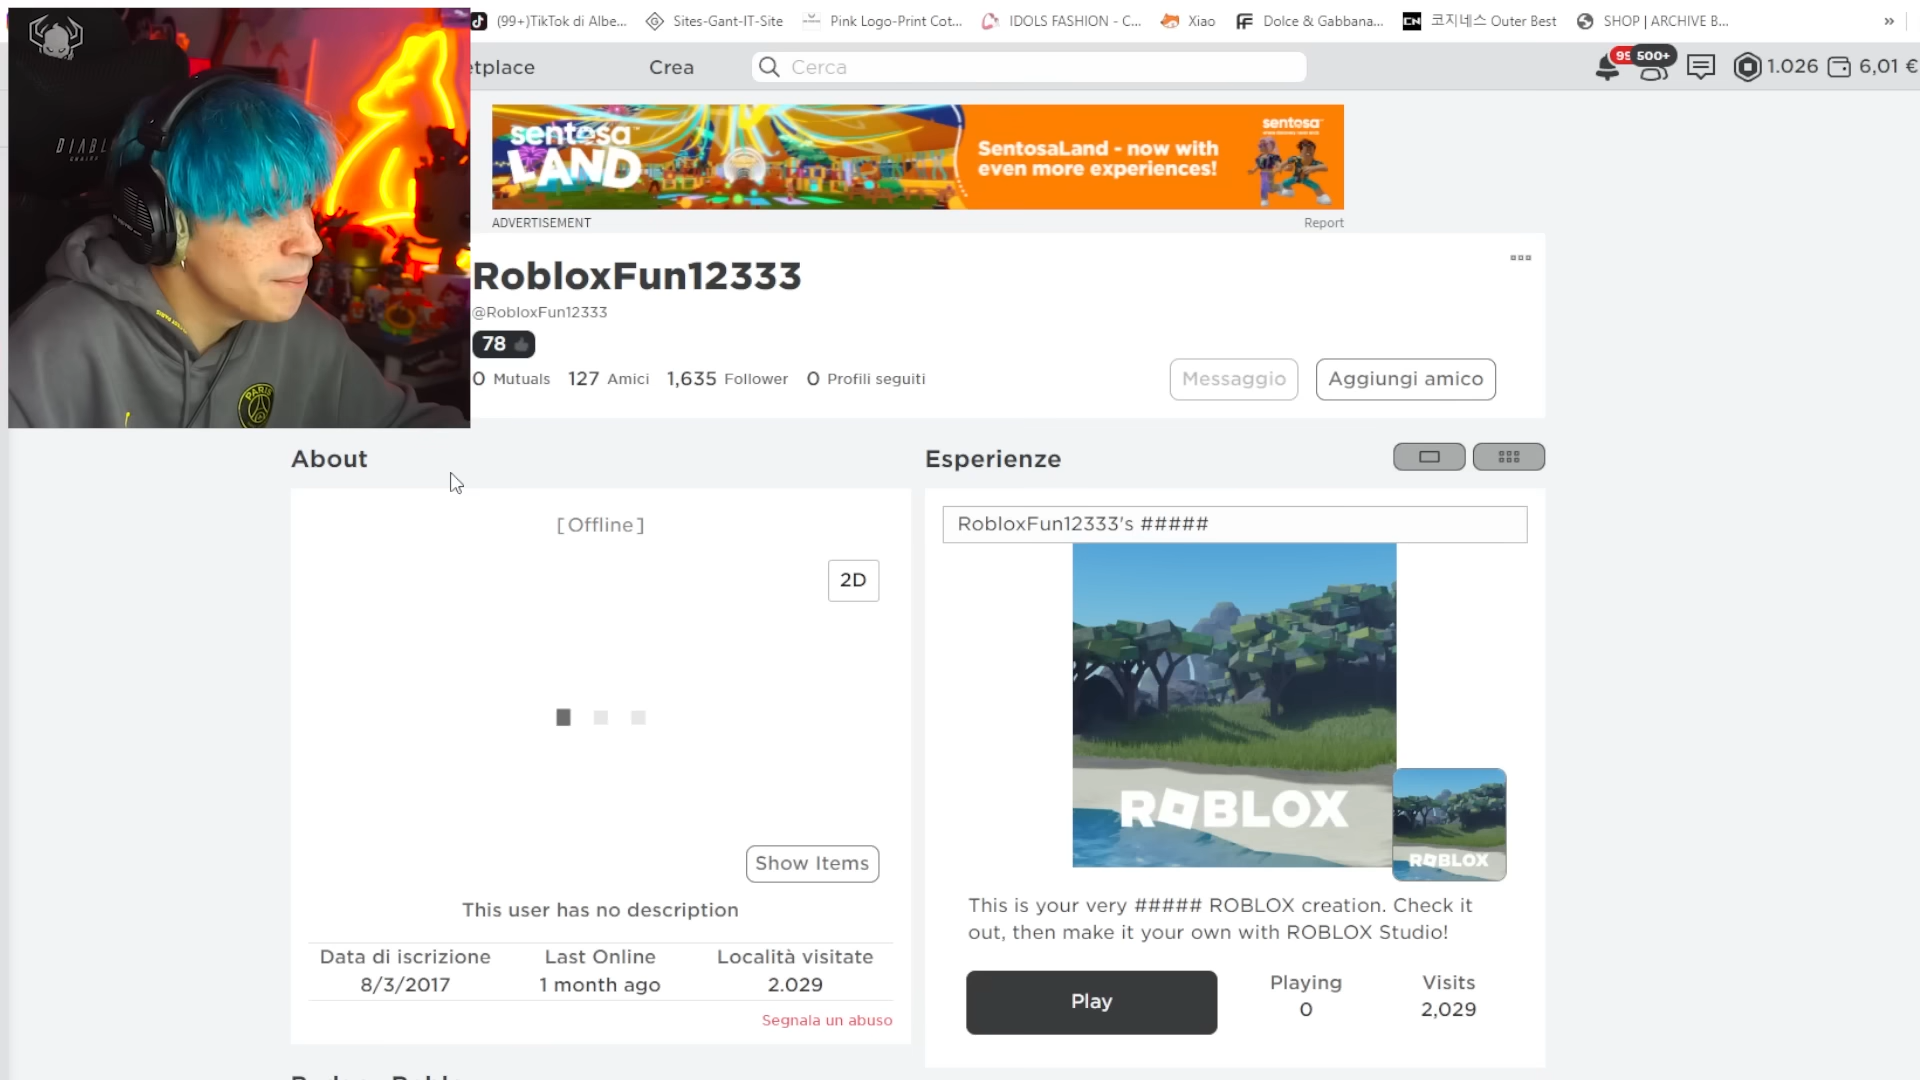 (99+)TikTok di Albe...
Sites-Gant-IT-Site
Pink Logo-Print Cot...
IDOLS FASHION - C...
Xiao
Dolce & Gabbana...
CN 코지네스 Outer Best
SHOP | ARCHIVE B...
»
etplace
Crea
Cerca
99
500+
1.026
6,01 €
sentosa
LAND
SentosaLand - now with
even more experiences!
sentosa
ADVERTISEMENT
Report
DIABL
PARIS
RobloxFun12333
@RobloxFun12333
78
0 Mutuals 127 Amici 1,635 Follower 0 Profili seguiti
Messaggio
Aggiungi amico
About
[ Offline ]
2D
Show Items
This user has no description
Data di iscrizione
8/3/2017
Last Online
1 month ago
Località visitate
2.029
Segnala un abuso
Esperienze
RobloxFun12333's #####
ROBLOX
ROBLOX
This is your very ##### ROBLOX creation. Check it
out, then make it your own with ROBLOX Studio!
Play
Playing
0
Visits
2,029